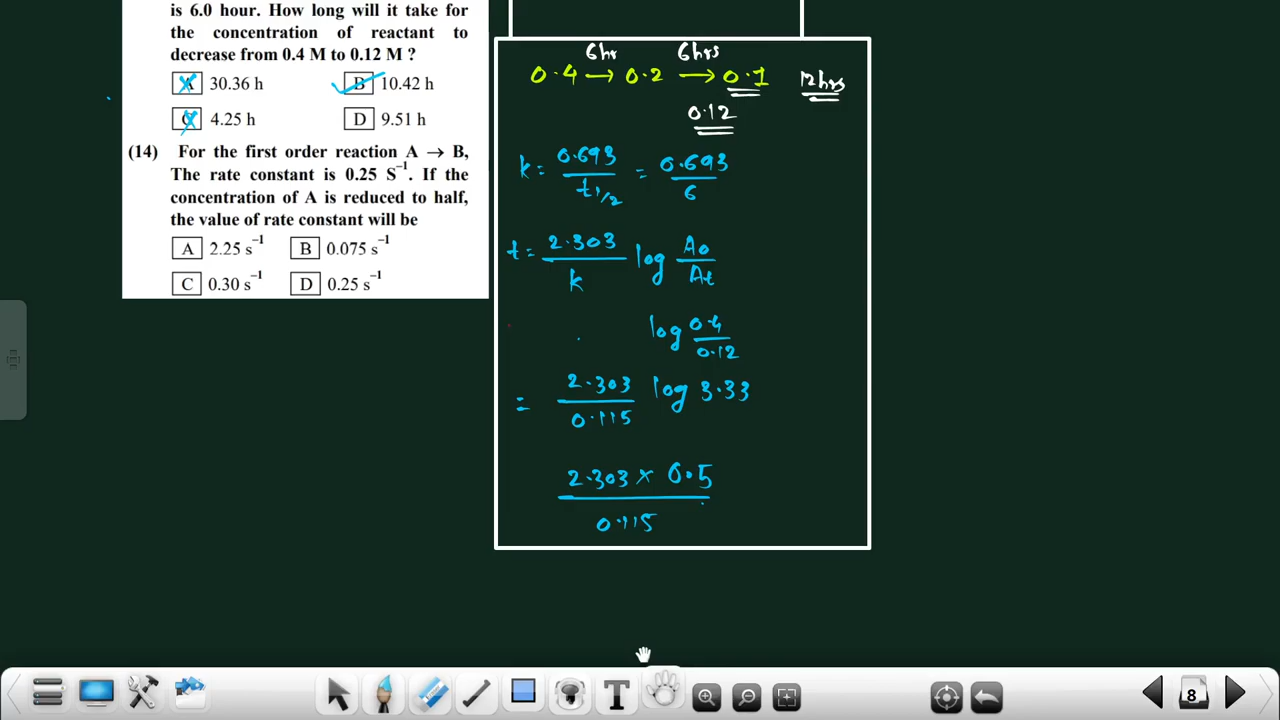 is 6.0 hour. How long will it take for
the concentration of reactant to
decrease from 0.4 M to 0.12 M ?
A 30.36 h B 10.42 h
C 4.25 h D 9.51 h
(14) For the first order reaction A → B,
The rate constant is 0.25 S⁻¹. If the
concentration of A is reduced to half,
the value of rate constant will be
A 2.25 s⁻¹ B 0.075 s⁻¹
C 0.30 s⁻¹ D 0.25 s⁻¹
6hr 6hrs
0.4 → 0.2 → 0.1 12hrs
0.12
k = 0.693 / t1/2 = 0.693 / 6
t = 2.303 / k log A0 / At
log 0.4 / 0.12
= 2.303 / 0.115 log 3.33
2.303 × 0.5 / 0.115
T
8